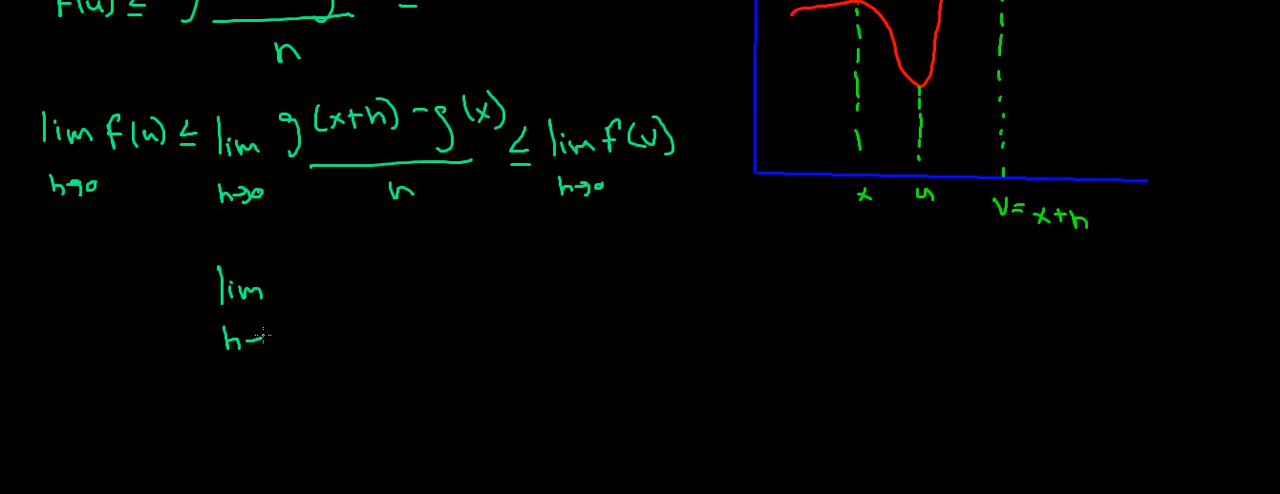 f(u) ≤
n
lim f(u) ≤ lim g(x+h) - g(x) ≤ lim f(v)
h→0 h→0 h h→0
x u v = x+h
lim
h-